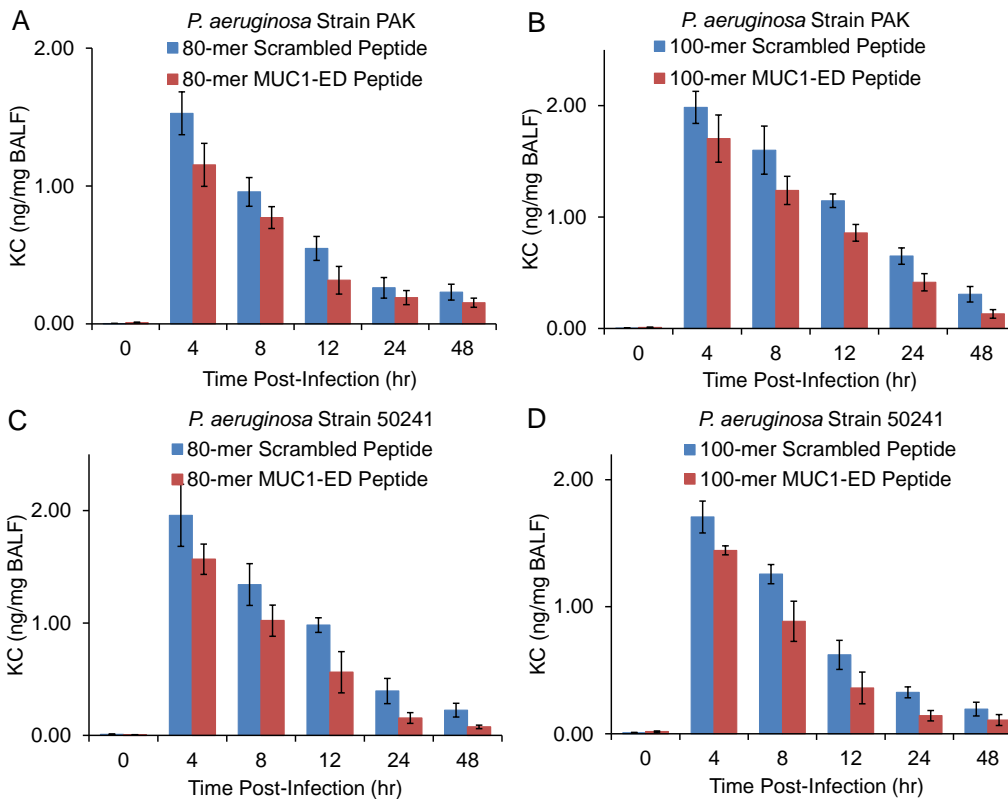 A
P. aeruginosa Strain PAK
80-mer Scrambled Peptide
80-mer MUC1-ED Peptide
KC (ng/mg BALF)
2.00
1.00
0.00
0 4 8 12 24 48
Time Post-Infection (hr)
B
P. aeruginosa Strain PAK
100-mer Scrambled Peptide
100-mer MUC1-ED Peptide
KC (ng/mg BALF)
2.00
1.00
0.00
0 4 8 12 24 48
Time Post-Infection (hr)
C
P. aeruginosa Strain 50241
80-mer Scrambled Peptide
80-mer MUC1-ED Peptide
KC (ng/mg BALF)
2.00
1.00
0.00
0 4 8 12 24 48
Time Post-Infection (hr)
D
P. aeruginosa Strain 50241
100-mer Scrambled Peptide
100-mer MUC1-ED Peptide
KC (ng/mg BALF)
2.00
1.00
0.00
0 4 8 12 24 48
Time Post-Infection (hr)